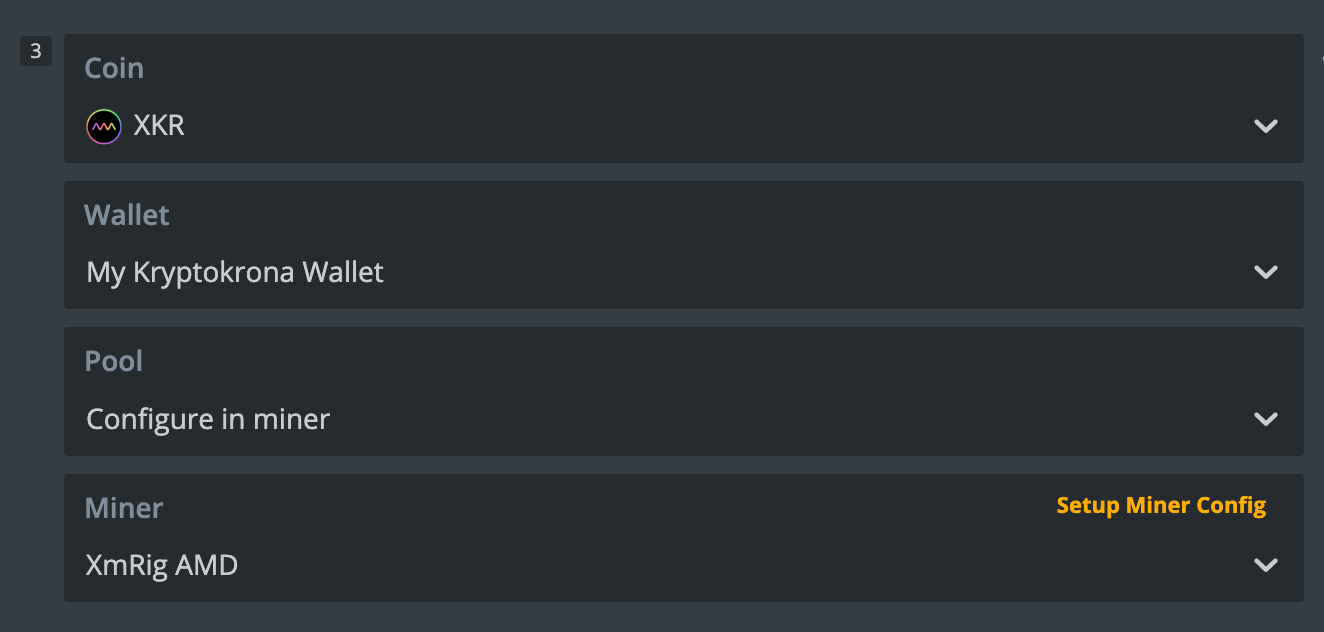 3
Coin
XKR
Wallet
My Kryptokrona Wallet
Pool
Configure in miner
Miner
Setup Miner Config
XmRig AMD